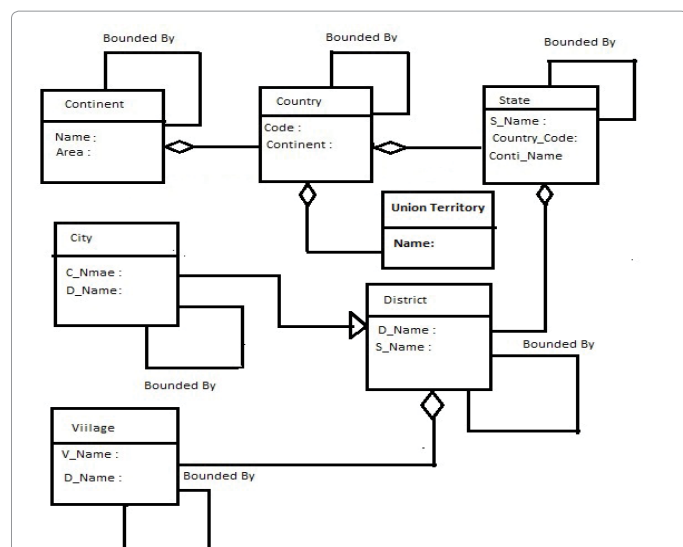 Bounded By
Bounded By
Bounded By
Continent
Name :
Area :
Country
Code :
Continent :
State
S_Name :
Country_Code:
Conti_Name
Union Territory
Name:
City
C_Nmae :
D_Name:
Bounded By
District
D_Name :
S_Name :
Bounded By
Viilage
V_Name :
D_Name :
Bounded By